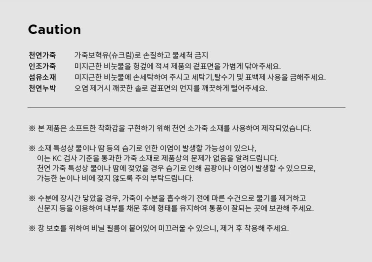 Caution
천연가죽 가죽보혁유(슈크림)로 손질하고 물세척 금지
인조가죽 미지근한 비눗물을 헝겊에 적셔 제품의 겉표면을 가볍게 닦아주세요.
섬유소재 미지근한 비눗물에 손세탁하여 주시고 세탁기,탈수기 및 표백제 사용을 금해주세요.
천연누박 오염 제거시 깨끗한 솔로 겉표면의 먼지를 깨끗하게 털어주세요.
※ 본 제품은 소프트한 착화감을 구현하기 위해 천연 소가죽 소재를 사용하여 제작되었습니다.
※ 소재 특성상 물이나 땀 등의 습기로 인한 이염이 발생할 가능성이 있으나,
이는 KC 검사 기준을 통과한 가죽 소재로 제품상의 문제가 없음을 알려드립니다.
천연 가죽 특성상 물이나 땀에 젖었을 경우 습기로 인해 곰팡이나 이염이 발생할 수 있으므로,
가능한 눈이나 비에 젖지 않도록 주의 부탁드립니다.
※ 수분에 장시간 닿았을 경우, 가죽이 수분을 흡수하기 전에 마른 수건으로 물기를 제거하고
신문지 등을 이용하여 내부를 채운 후에 형태를 유지하여 통풍이 잘되는 곳에 보관해 주세요.
※ 창 보호를 위하여 비닐 필름이 붙어있어 미끄러울 수 있으니, 제거 후 착용해 주세요.